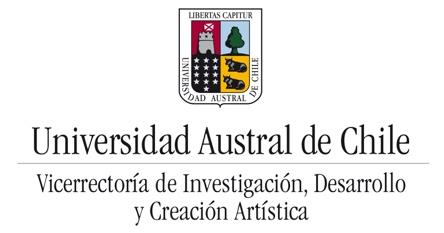 LIBERTAS CAPITUR
UNIVERSIDAD AUSTRAL DE CHILE
Universidad Austral de Chile
Vicerrectoría de Investigación, Desarrollo
y Creación Artística